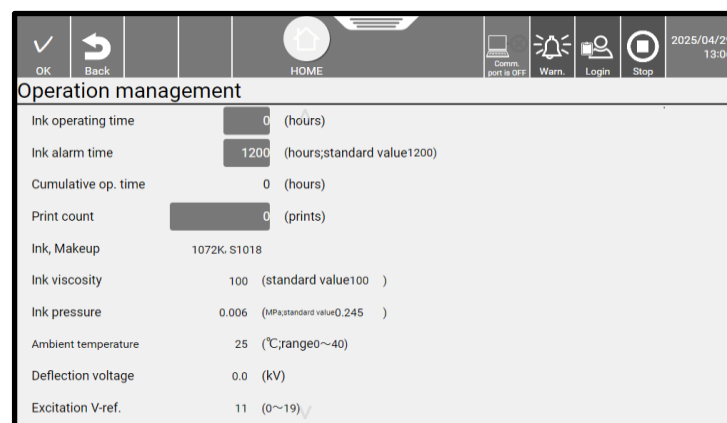 OK Back HOME Comm. port is OFF Warn. Login Stop 2025/04/29
Operation management
Ink operating time 0 (hours)
Ink alarm time 1200 (hours;standard value1200)
Cumulative op. time 0 (hours)
Print count 0 (prints)
Ink, Makeup 1072K, S1018
Ink viscosity 100 (standard value100 )
Ink pressure 0.006 (MPa;standard value0.245 )
Ambient temperature 25 (℃;range0～40)
Deflection voltage 0.0 (kV)
Excitation V-ref. 11 (0～19)